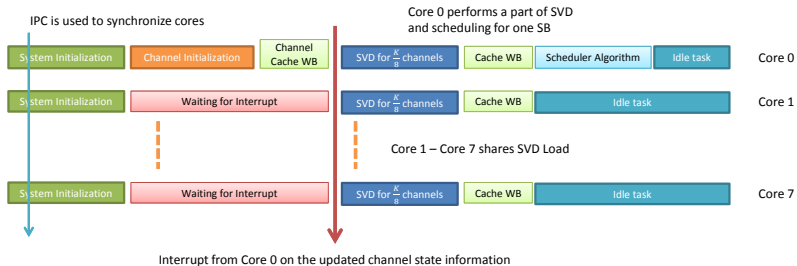 IPC is used to synchronize cores
Core 0 performs a part of SVD
and scheduling for one SB
System Initialization
Channel Initialization
Channel
Cache WB
SVD for K/8 channels
Cache WB
Scheduler Algorithm
Idle task
Core 0
System Initialization
Waiting for Interrupt
SVD for K/8 channels
Cache WB
Idle task
Core 1
Core 1 – Core 7 shares SVD Load
System Initialization
Waiting for Interrupt
SVD for K/8 channels
Cache WB
Idle task
Core 7
Interrupt from Core 0 on the updated channel state information